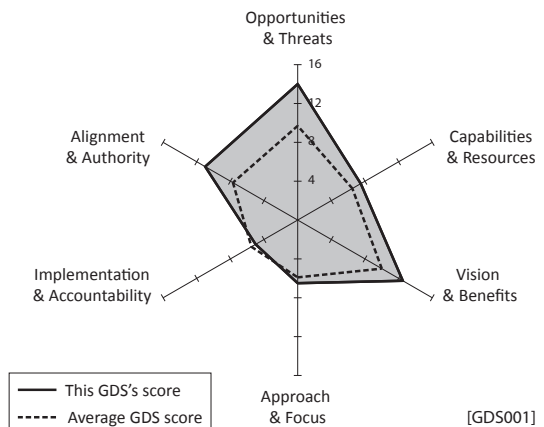 Opportunities
& Threats
16
12
8
4
Alignment
& Authority
Capabilities
& Resources
Implementation
& Accountability
Vision
& Benefits
Approach
& Focus
This GDS's score
Average GDS score
[GDS001]